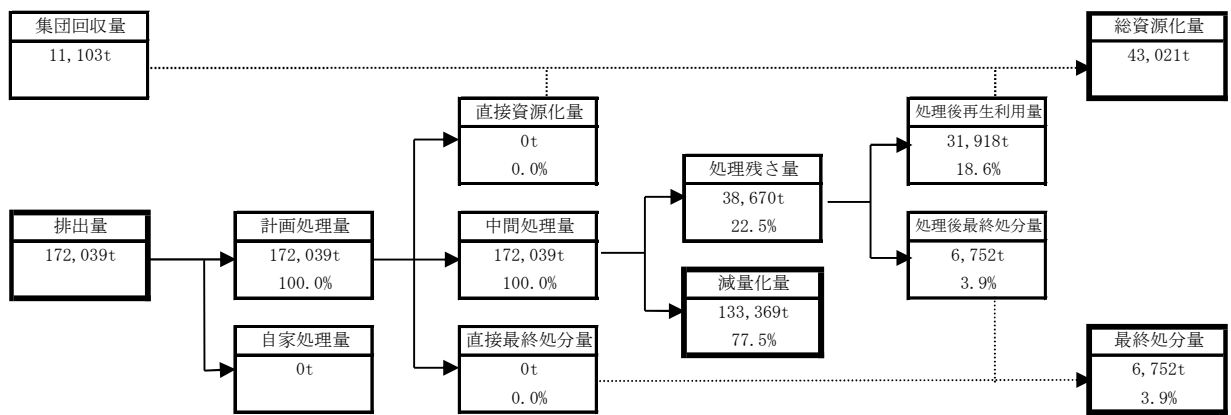 集団回収量
11,103t
総資源化量
43,021t
直接資源化量
0t
0.0%
処理後再生利用量
31,918t
18.6%
処理残さ量
38,670t
22.5%
排出量
172,039t
計画処理量
172,039t
100.0%
中間処理量
172,039t
100.0%
処理後最終処分量
6,752t
3.9%
減量化量
133,369t
77.5%
自家処理量
0t
直接最終処分量
0t
0.0%
最終処分量
6,752t
3.9%